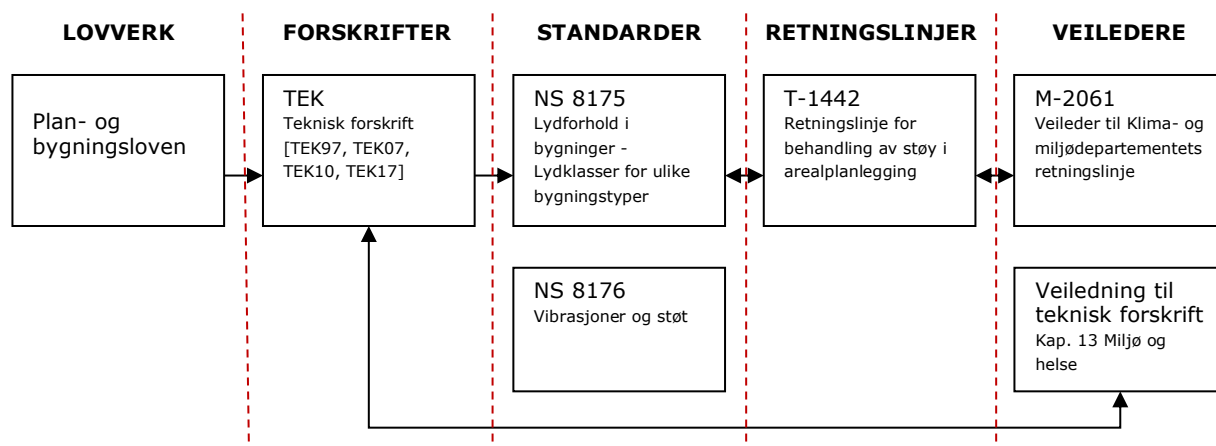 LOVVERK
FORSKRIFTER
STANDARDER
RETNINGSLINJER
VEILEDERE
Plan- og
bygningsloven
TEK
Teknisk forskrift
[TEK97, TEK07,
TEK10, TEK17]
NS 8175
Lydforhold i
bygninger -
Lydklasser for ulike
bygningstyper
T-1442
Retningslinje for
behandling av støy i
arealplanlegging
M-2061
Veileder til Klima- og
miljødepartementets
retningslinje
NS 8176
Vibrasjoner og støt
Veiledning til
teknisk forskrift
Kap. 13 Miljø og
helse